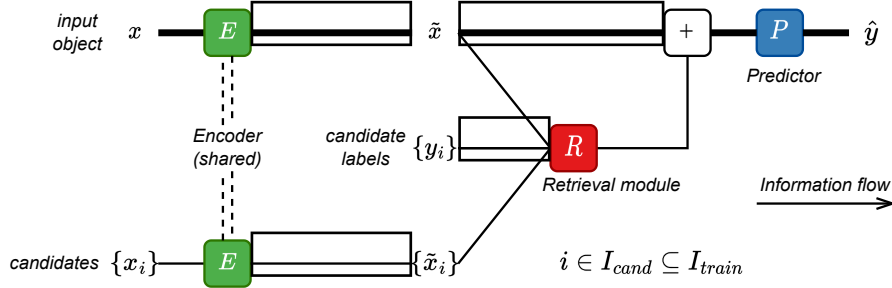 input
object
x E x̃ + P ŷ
Predictor
Encoder
(shared)
candidate
labels
{y_i} R
Retrieval module
Information flow
candidates {x_i} E {x̃_i}
i ∈ I_cand ⊆ I_train